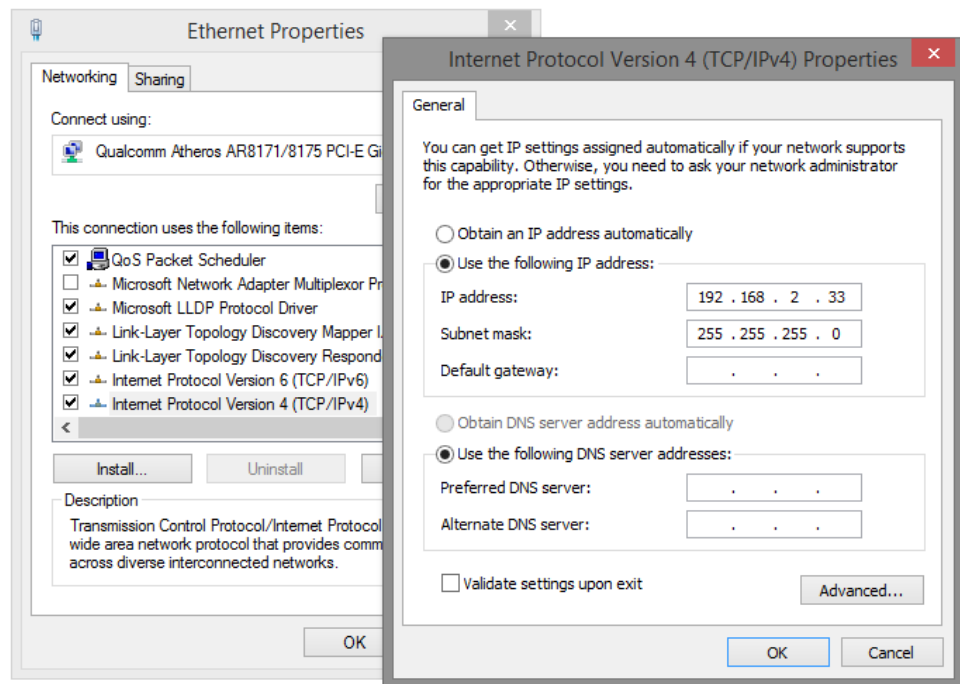 Ethernet Properties
Networking
Sharing
Connect using:
Qualcomm Atheros AR8171/8175 PCI-E Gi
This connection uses the following items:
QoS Packet Scheduler
Microsoft Network Adapter Multiplexor Pr
Microsoft LLDP Protocol Driver
Link-Layer Topology Discovery Mapper I
Link-Layer Topology Discovery Respond
Internet Protocol Version 6 (TCP/IPv6)
Internet Protocol Version 4 (TCP/IPv4)
Install...
Uninstall
Description
Transmission Control Protocol/Internet Protocol
wide area network protocol that provides comm
across diverse interconnected networks.
OK
Internet Protocol Version 4 (TCP/IPv4) Properties
General
You can get IP settings assigned automatically if your network supports
this capability. Otherwise, you need to ask your network administrator
for the appropriate IP settings.
Obtain an IP address automatically
Use the following IP address:
IP address: 192 . 168 . 2 . 33
Subnet mask: 255 . 255 . 255 . 0
Default gateway: . . .
Obtain DNS server address automatically
Use the following DNS server addresses:
Preferred DNS server: . . .
Alternate DNS server: . . .
Validate settings upon exit
Advanced...
OK
Cancel